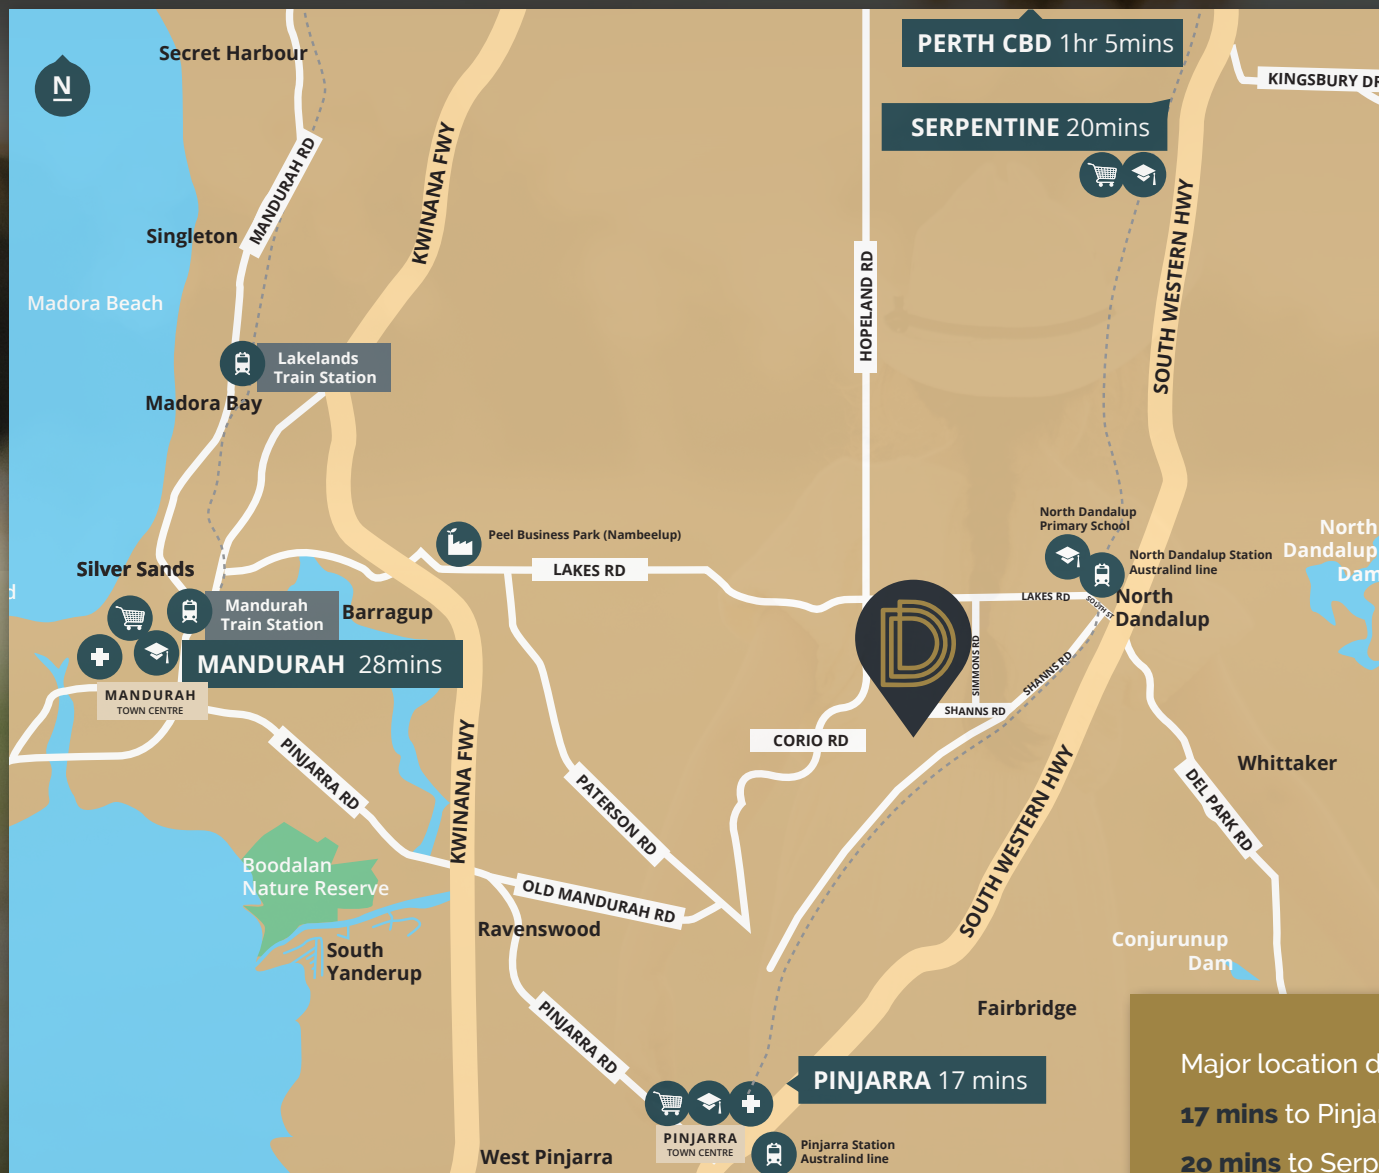 PERTH CBD 1hr 5mins
Secret Harbour
N
KINGSBURY DR
SERPENTINE 20mins
MANDURAH RD
KWINANA FWY
Singleton
SOUTH WESTERN HWY
HOPELAND RD
Madora Beach
Lakelands
Train Station
Madora Bay
North Dandalup
Primary School
North
Dandalup
Dam
Peel Business Park (Nambeelup)
North Dandalup Station
Australind line
Silver Sands
LAKES RD
d
LAKES RD
SOUTH ST
North
Dandalup
Mandurah
Train Station
Barragup
MANDURAH 28mins
SIMMONS RD
SHANNS RD
MANDURAH
TOWN CENTRE
SHANNS RD
CORIO RD
Whittaker
PINJARRA RD
KWINANA FWY
PATERSON RD
DEL PARK RD
SOUTH WESTERN HWY
Boodalan
Nature Reserve
OLD MANDURAH RD
Ravenswood
South
Yanderup
Conjurunup
Dam
Fairbridge
PINJARRA RD
Major location d
PINJARRA 17 mins
17 mins to Pinja
PINJARRA
TOWN CENTRE
Pinjarra Station
Australind line
West Pinjarra
20 mins to Serp